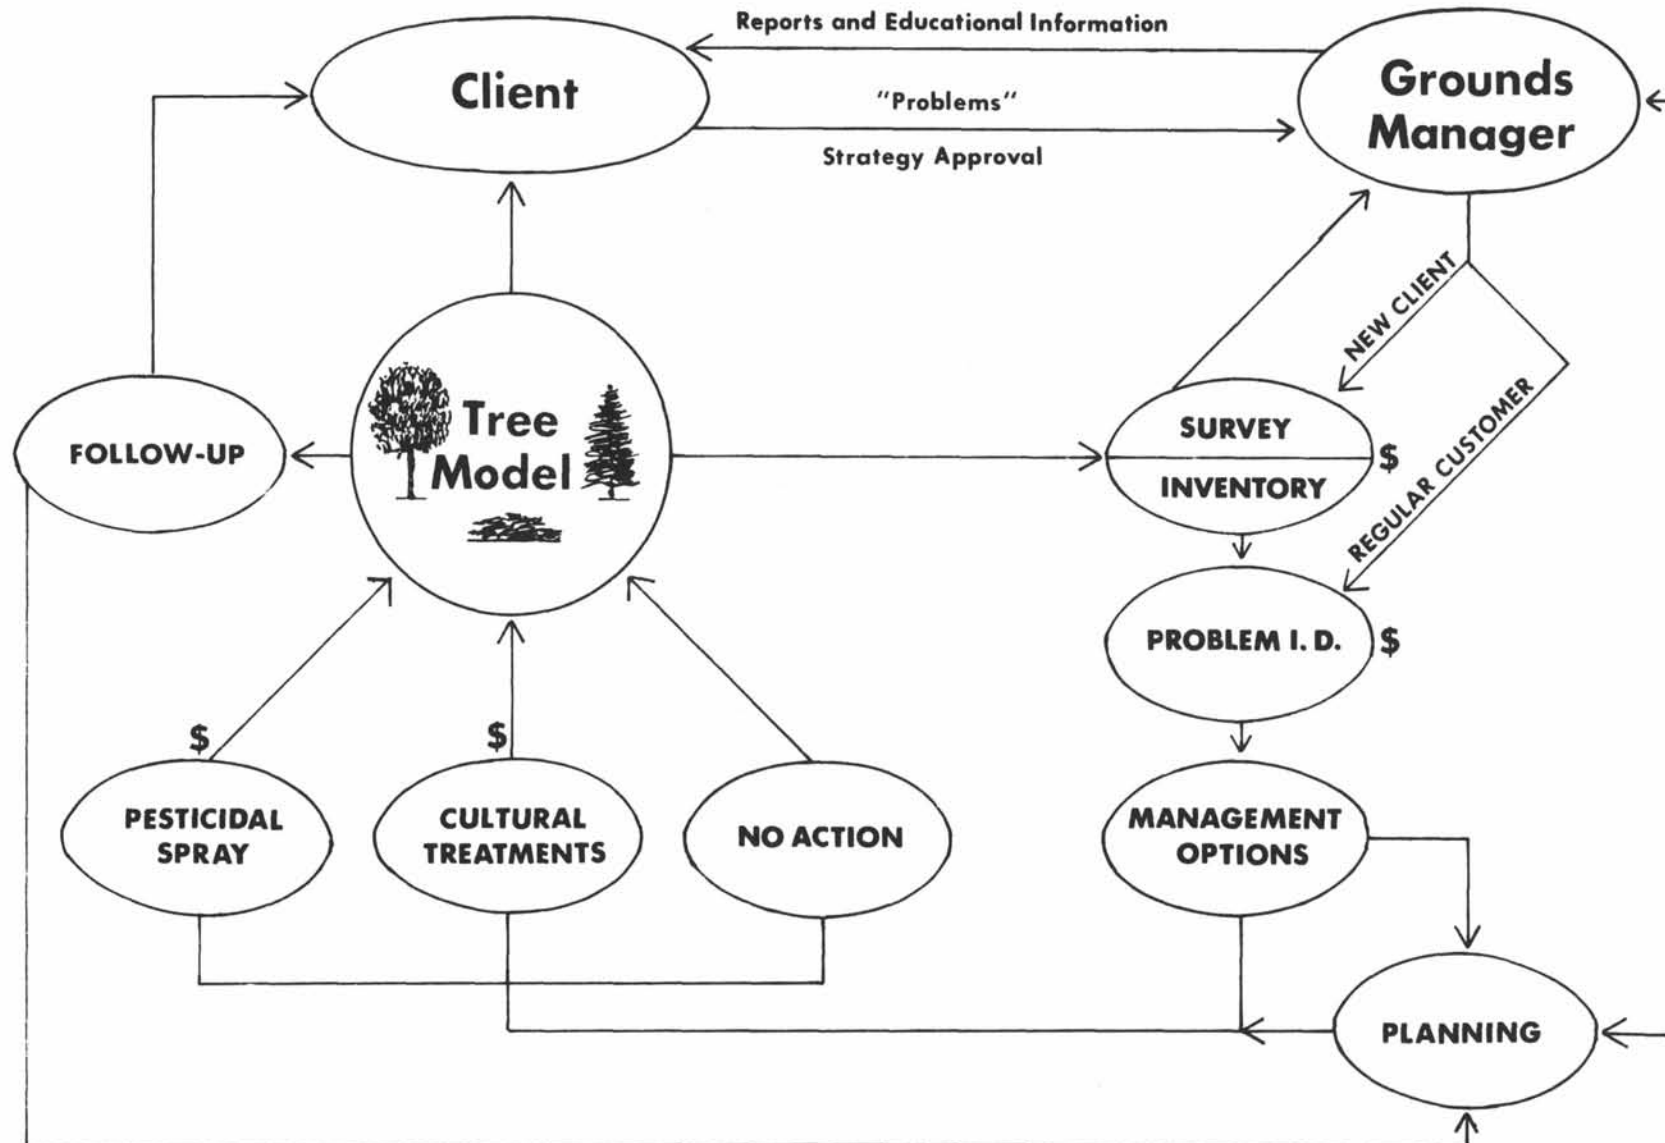 Reports and Educational Information
Client
"Problems"
Strategy Approval
Grounds
Manager
NEW CLIENT
REGULAR CUSTOMER
FOLLOW-UP
Tree
Model
SURVEY
$
INVENTORY
PROBLEM I. D. $
$
$
PESTICIDAL
SPRAY
CULTURAL
TREATMENTS
NO ACTION
MANAGEMENT
OPTIONS
PLANNING